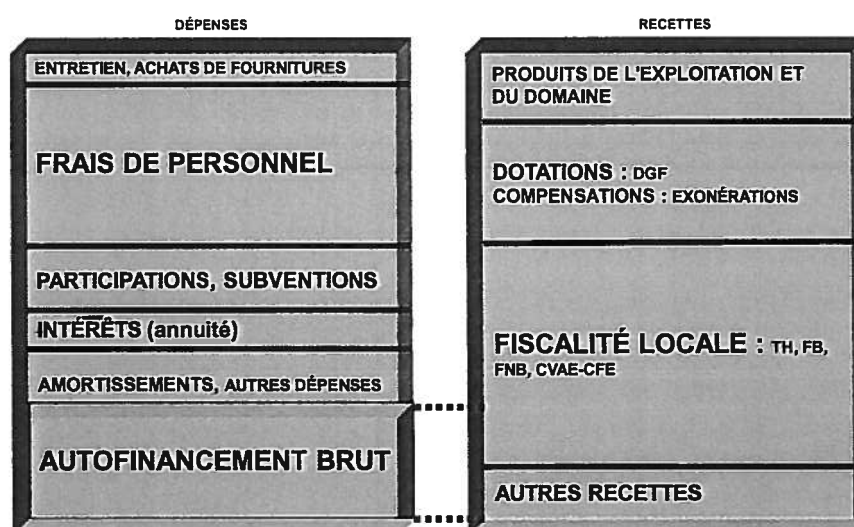 DÉPENSES
ENTRETIEN, ACHATS DE FOURNITURES
FRAIS DE PERSONNEL
PARTICIPATIONS, SUBVENTIONS
INTÉRÊTS (annuité)
AMORTISSEMENTS, AUTRES DÉPENSES
AUTOFINANCEMENT BRUT
RECETTES
PRODUITS DE L'EXPLOITATION ET
DU DOMAINE
DOTATIONS : DGF
COMPENSATIONS : EXONÉRATIONS
FISCALITÉ LOCALE : TH, FB,
FNB, CVAE-CFE
AUTRES RECETTES